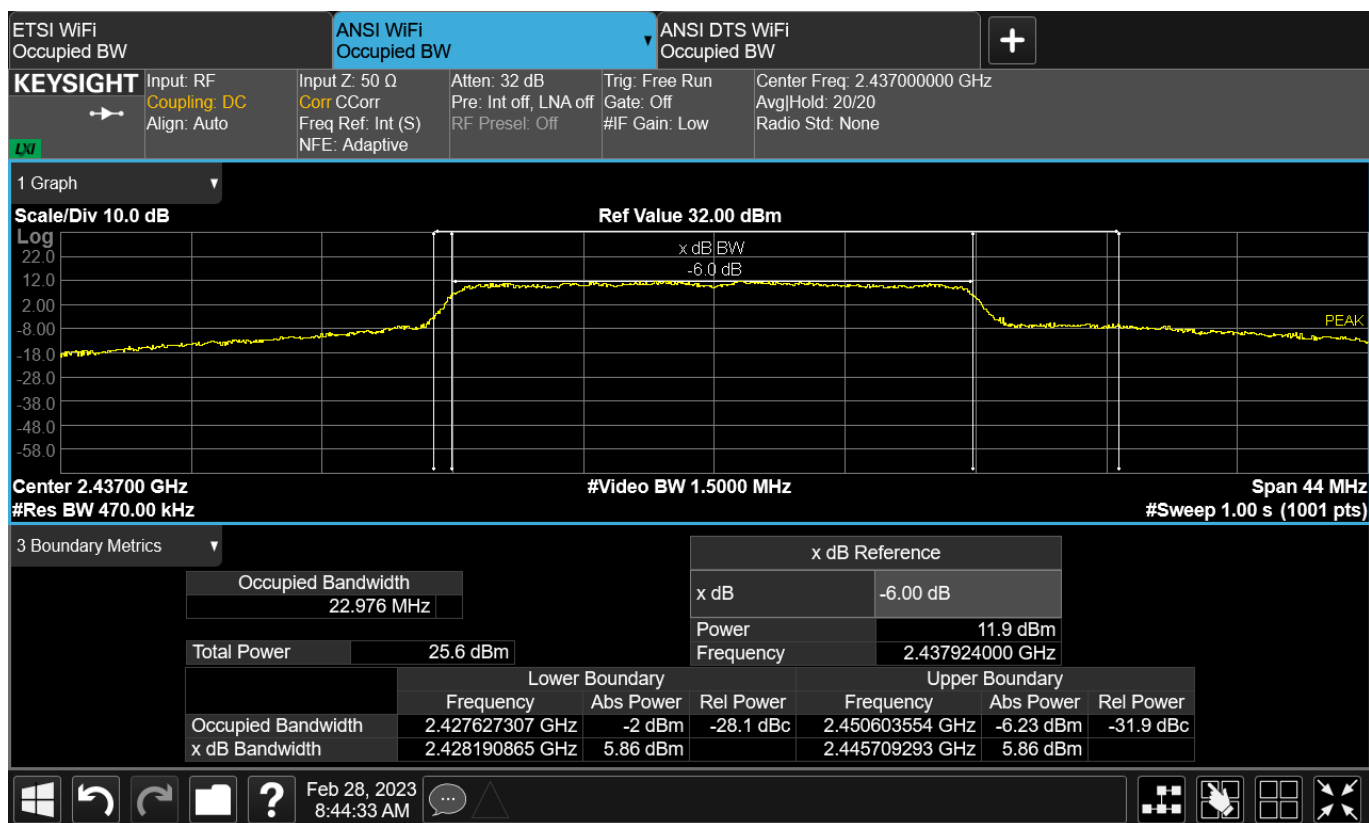 ETSI WiFi
Occupied BW
ANSI WiFi
Occupied BW
ANSI DTS WiFi
Occupied BW
KEYSIGHT
LXI
Input: RF
Coupling: DC
Align: Auto
Input Z: 50 Ω
Corr CCorr
Freq Ref: Int (S)
NFE: Adaptive
Atten: 32 dB
Pre: Int off, LNA off
RF Presel: Off
Trig: Free Run
Gate: Off
#IF Gain: Low
Center Freq: 2.437000000 GHz
Avg|Hold: 20/20
Radio Std: None
1 Graph
Scale/Div 10.0 dB
Ref Value 32.00 dBm
Log
22.0
12.0
2.00
-8.00
-18.0
-28.0
-38.0
-48.0
-58.0
x dB BW
-6.0 dB
PEAK
Center 2.43700 GHz
#Video BW 1.5000 MHz
Span 44 MHz
#Res BW 470.00 kHz
#Sweep 1.00 s (1001 pts)
3 Boundary Metrics
Occupied Bandwidth
22.976 MHz
Total Power 25.6 dBm
x dB Reference
x dB -6.00 dB
Power 11.9 dBm
Frequency 2.437924000 GHz
Lower Boundary Upper Boundary
Frequency Abs Power Rel Power Frequency Abs Power Rel Power
Occupied Bandwidth 2.427627307 GHz -2 dBm -28.1 dBc 2.450603554 GHz -6.23 dBm -31.9 dBc
x dB Bandwidth 2.428190865 GHz 5.86 dBm 2.445709293 GHz 5.86 dBm
?
Feb 28, 2023
8:44:33 AM